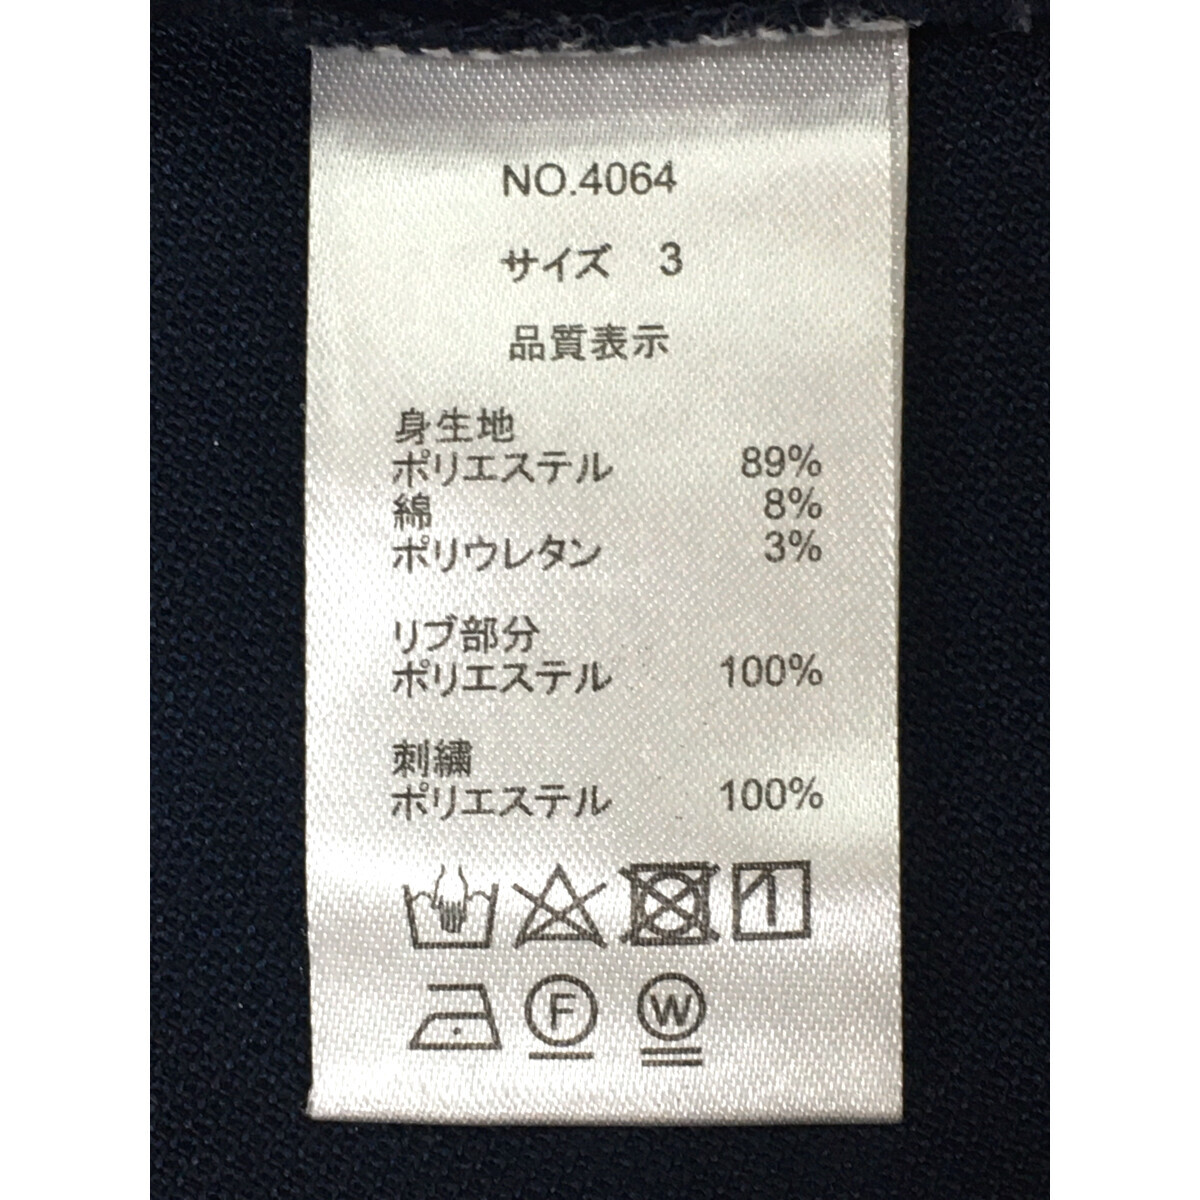 NO.4064
サイズ 3
品質表示
身生地
ポリエステル 89%
綿 8%
ポリウレタン 3%
リブ部分
ポリエステル 100%
刺繍
ポリエステル 100%
F W